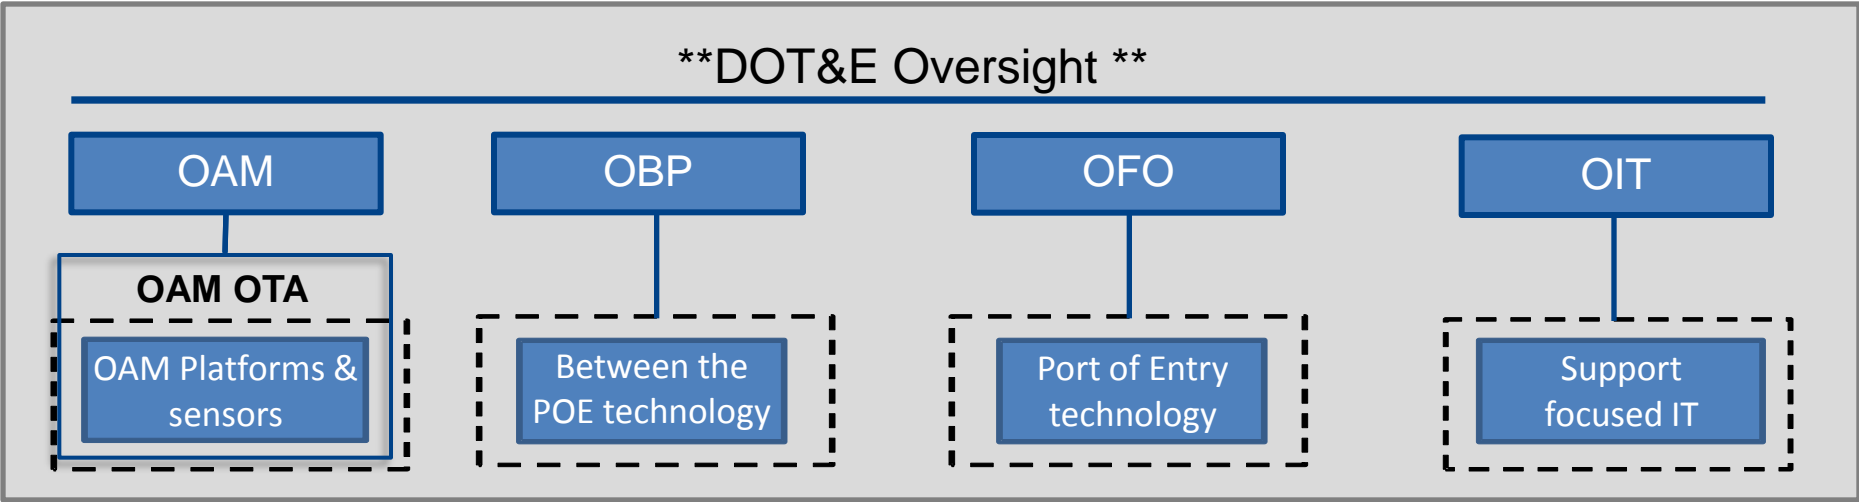 **DOT&E Oversight **
OAM
OBP
OFO
OIT
OAM OTA
OAM Platforms &
sensors
Between the
POE technology
Port of Entry
technology
Support
focused IT